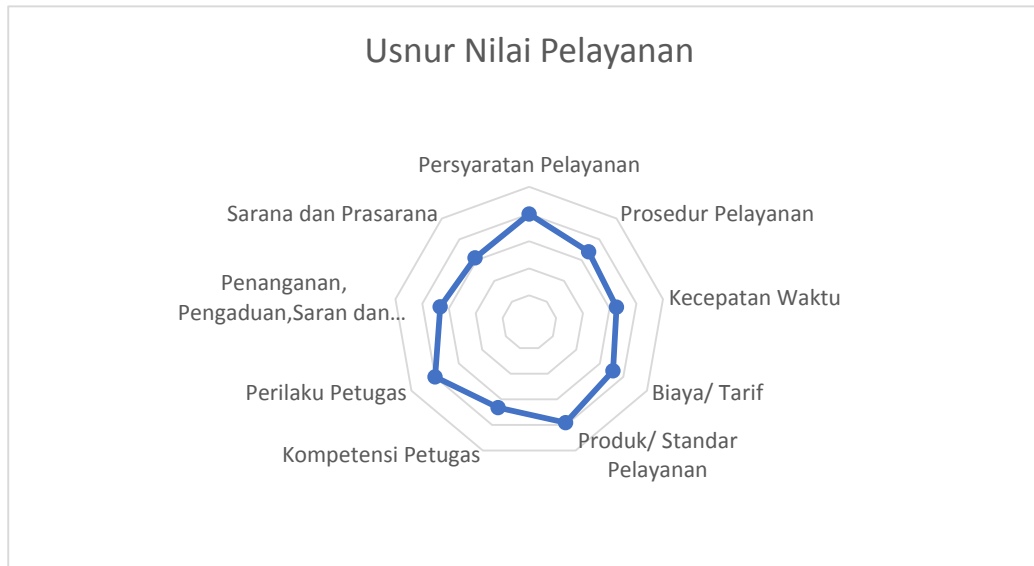 Usnur Nilai Pelayanan
Persyaratan Pelayanan
Prosedur Pelayanan
Kecepatan Waktu
Biaya/ Tarif
Produk/ Standar
Pelayanan
Kompetensi Petugas
Perilaku Petugas
Penanganan,
Pengaduan,Saran dan...
Sarana dan Prasarana